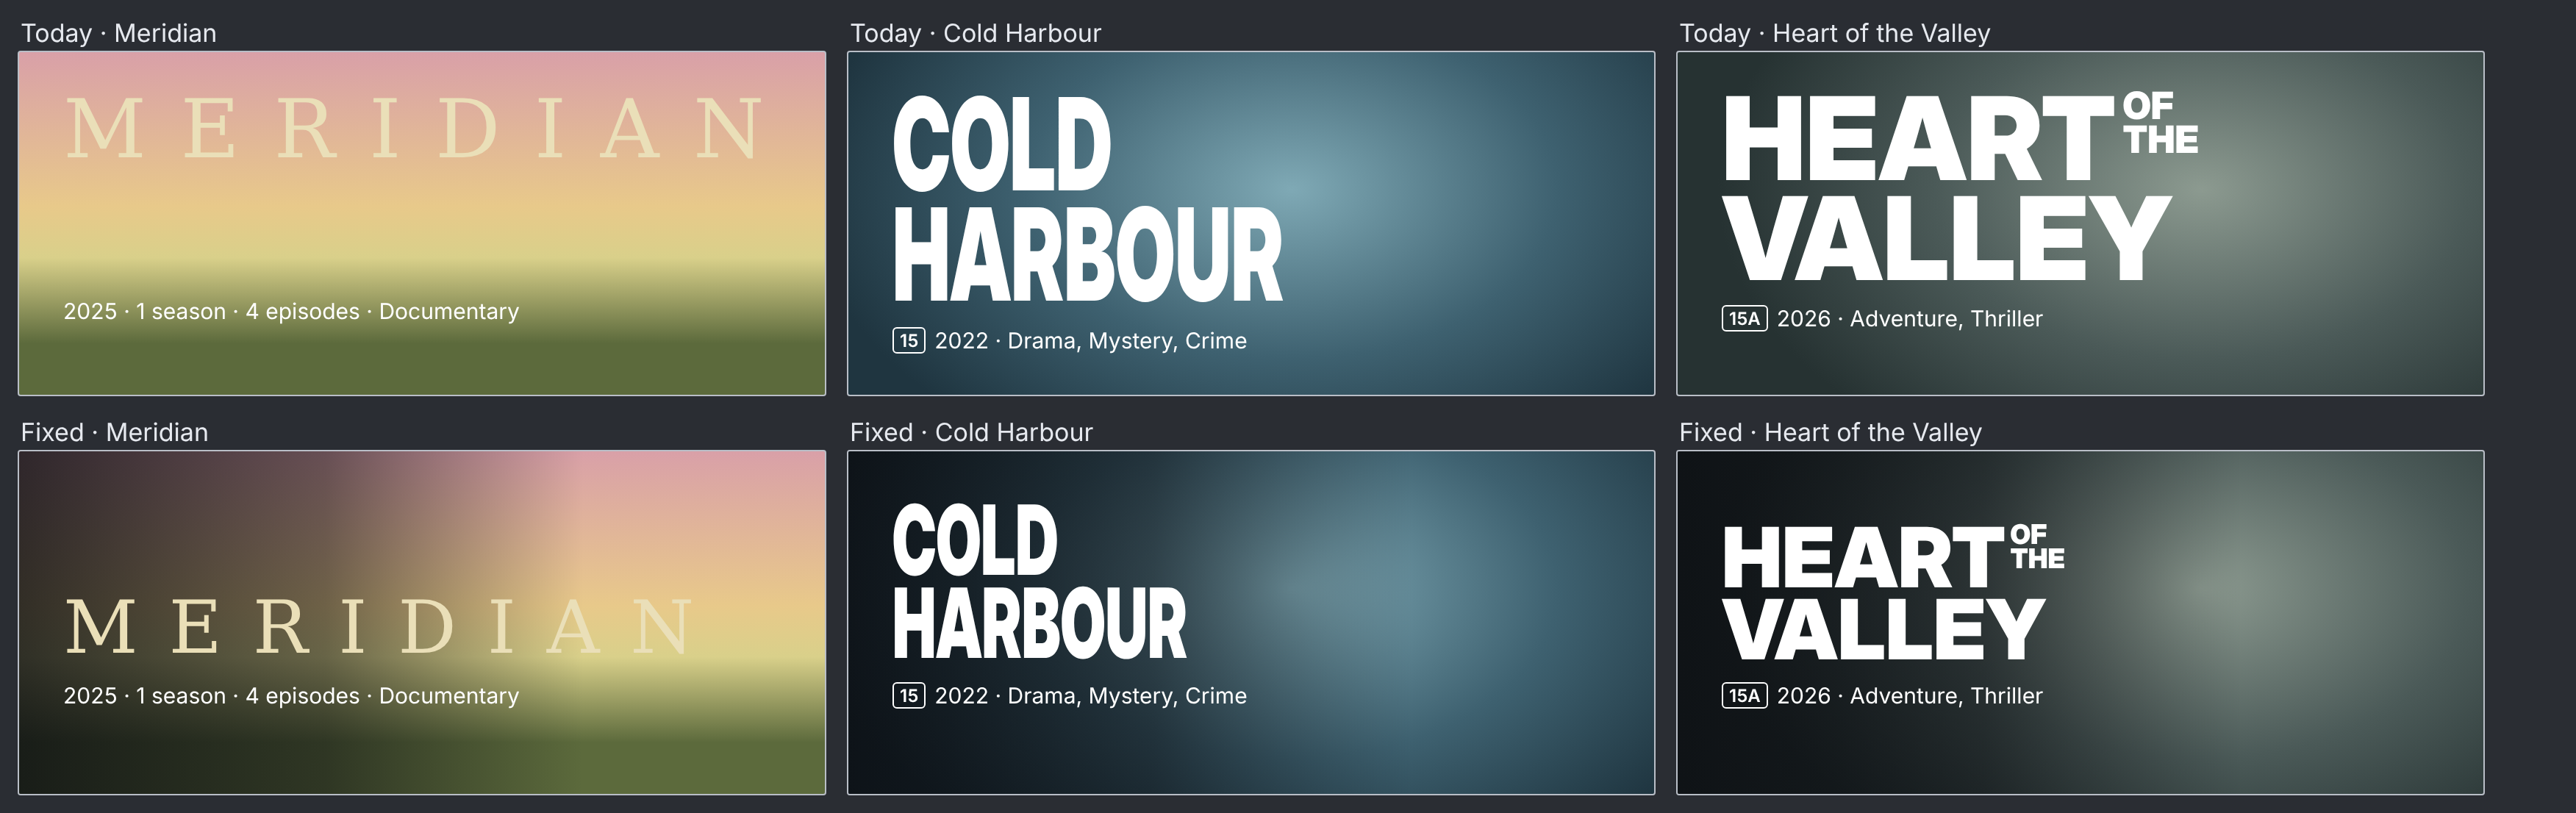 Today · Meridian
MERIDIAN
2025 · 1 season · 4 episodes · Documentary
Today · Cold Harbour
COLD
HARBOUR
15 2022 · Drama, Mystery, Crime
Today · Heart of the Valley
HEART OF THE
VALLEY
15A 2026 · Adventure, Thriller
Fixed · Meridian
MERIDIAN
2025 · 1 season · 4 episodes · Documentary
Fixed · Cold Harbour
COLD
HARBOUR
15 2022 · Drama, Mystery, Crime
Fixed · Heart of the Valley
HEART OF THE
VALLEY
15A 2026 · Adventure, Thriller